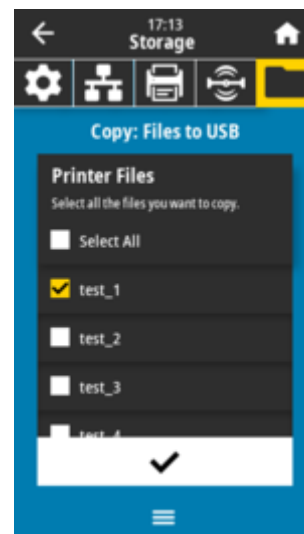 17:13
Storage
Copy: Files to USB
Printer Files
Select all the files you want to copy.
Select All
test_1
test_2
test_3
test_4